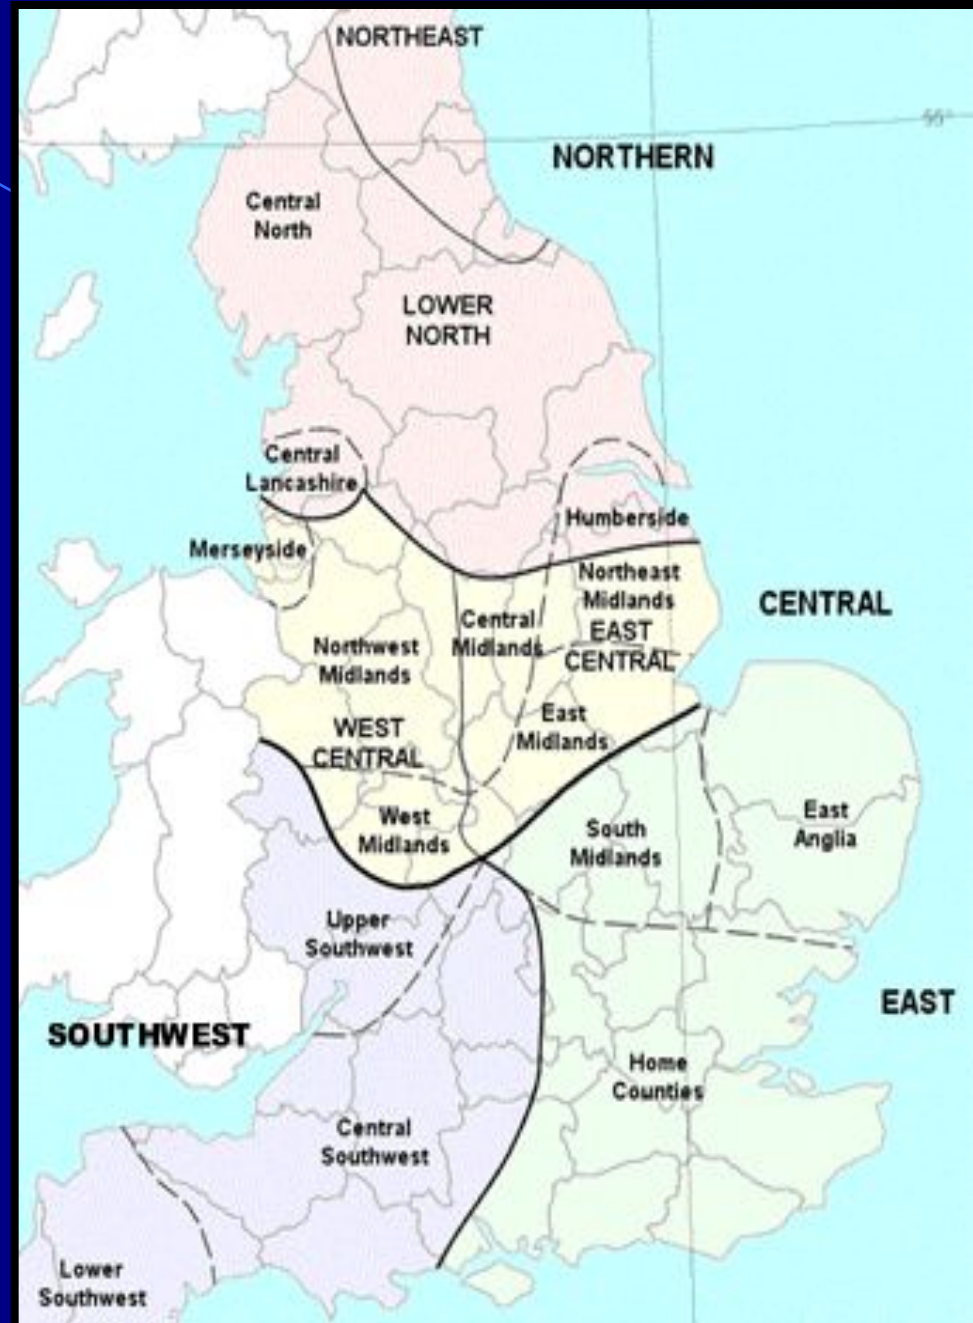 NORTHEAST
55°
NORTHERN
Central
North
LOWER
NORTH
Central
Lancashire
Humberside
Merseyside
Northeast
Midlands
CENTRAL
Central
Midlands
EAST
CENTRAL
Northwest
Midlands
East
Midlands
WEST
CENTRAL
West
Midlands
South
Midlands
East
Anglia
Upper
Southwest
EAST
SOUTHWEST
Home
Counties
Central
Southwest
Lower
Southwest